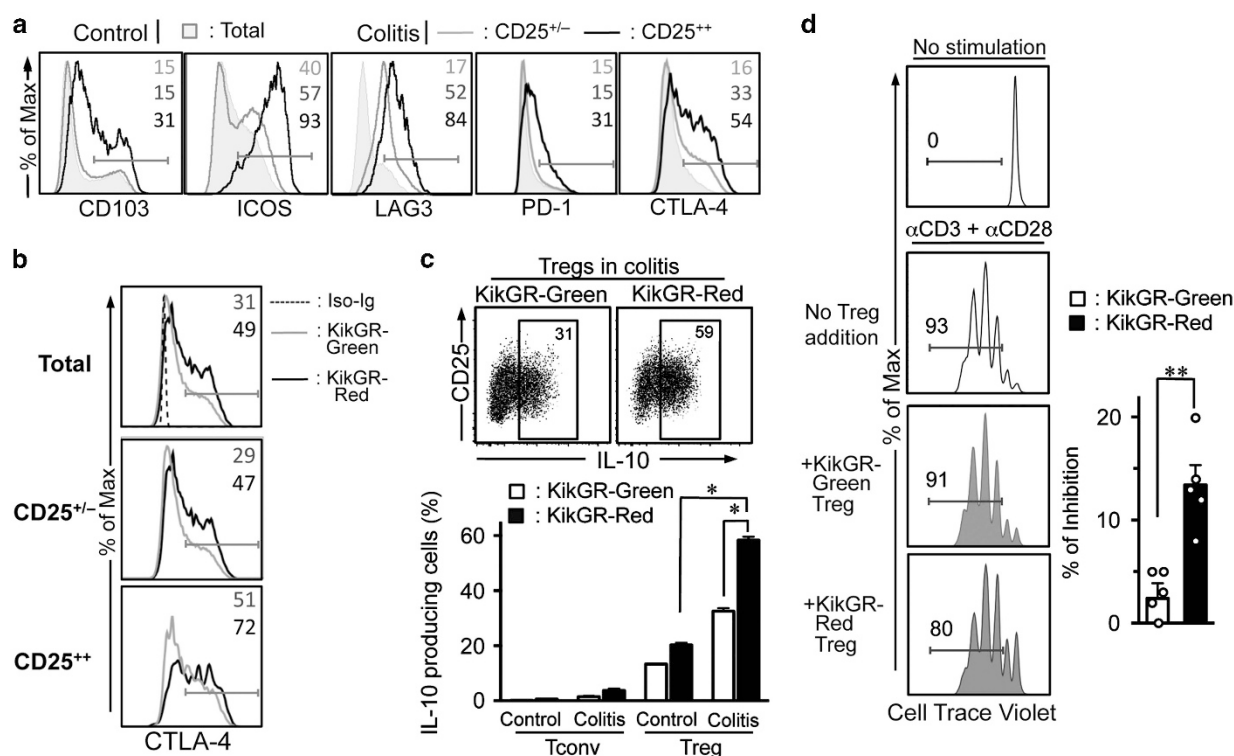 a
Control : Total Colitis : CD25+/– : CD25++
% of Max
15
15
31
CD103
40
57
93
ICOS
17
52
84
LAG3
15
15
31
PD-1
16
33
54
CTLA-4
b
% of Max
Total
31
49
: Iso-Ig
: KikGR-
Green
: KikGR-
Red
CD25+/–
29
47
CD25++
51
72
CTLA-4
c
Tregs in colitis
KikGR-Green KikGR-Red
CD25
31
59
IL-10
: KikGR-Green
: KikGR-Red
IL-10 producing cells (%)
60
40
20
0
*
*
Control Colitis Control Colitis
Tconv Treg
d
No stimulation
% of Max
0
αCD3 + αCD28
No Treg
addition
93
+KikGR-
Green
Treg
91
+KikGR-
Red
Treg
80
Cell Trace Violet
: KikGR-Green
: KikGR-Red
% of Inhibition
20
10
0
**